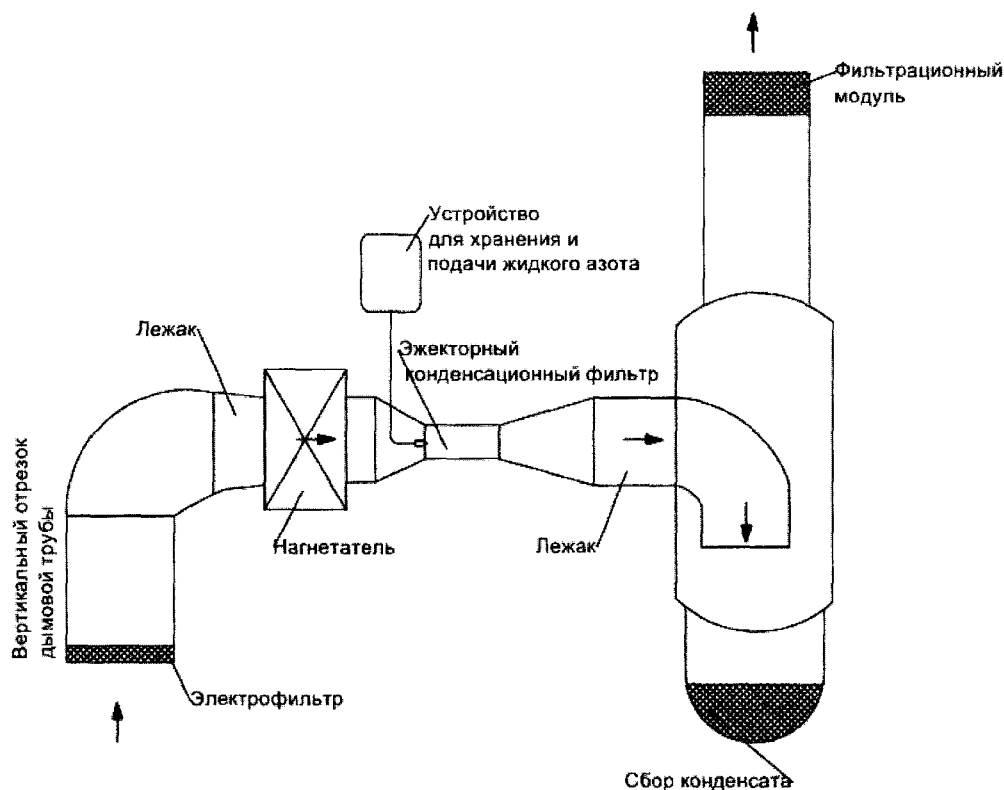 Фильтрационный
модуль
Устройство
для хранения и
подачи жидкого азота
Лежак
Эжекторный
конденсационный фильтр
Вертикальный отрезок
дымовой трубы
Нагнетатель
Лежак
Электрофильтр
Сбор конденсата